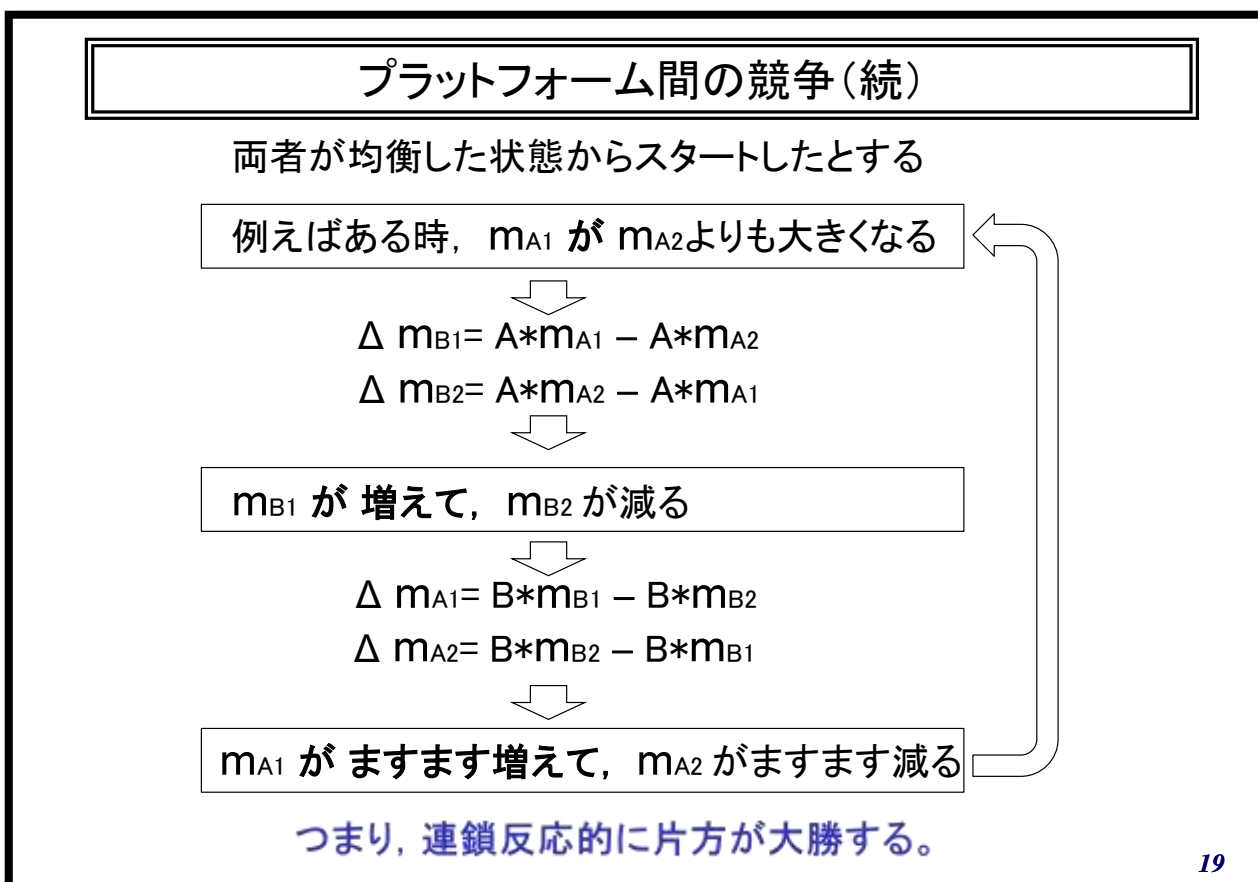 プラットフォーム間の競争(続)
両者が均衡した状態からスタートしたとする
例えばある時, mA1 が mA2よりも大きくなる
Δ mB1= A*mA1 – A*mA2
Δ mB2= A*mA2 – A*mA1
mB1 が 増えて, mB2 が減る
Δ mA1= B*mB1 – B*mB2
Δ mA2= B*mB2 – B*mB1
mA1 が ますます増えて, mA2 がますます減る
つまり, 連鎖反応的に片方が大勝する。
19